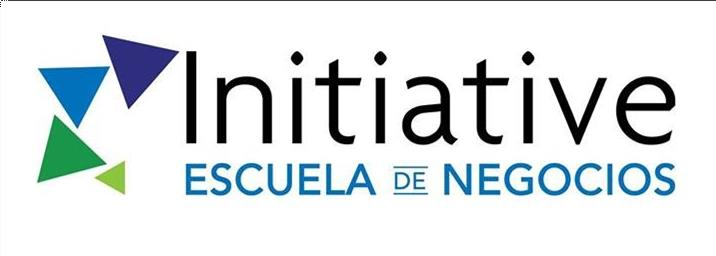 Initiative
ESCUELA DE NEGOCIOS